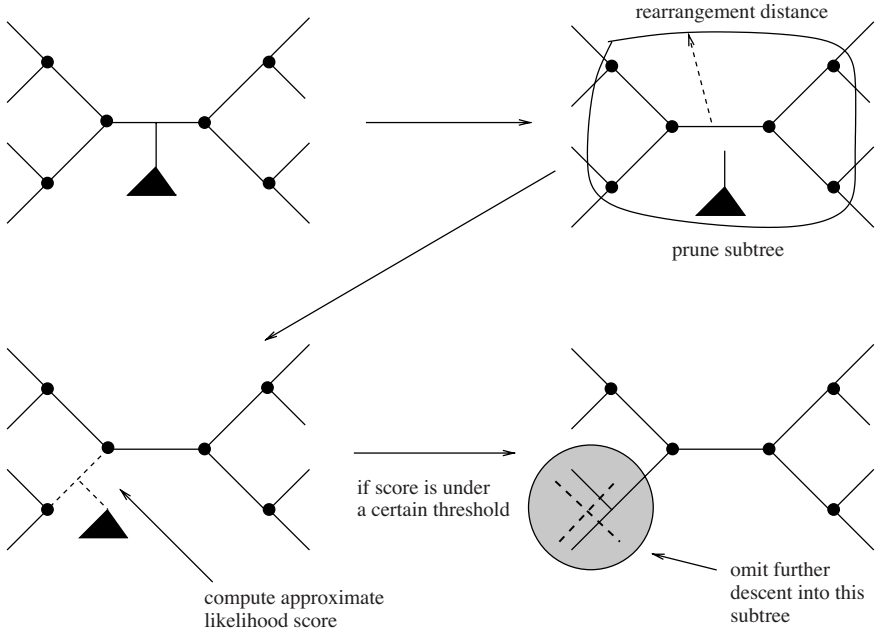 rearrangement distance
prune subtree
if score is under
a certain threshold
compute approximate
likelihood score
omit further
descent into this
subtree